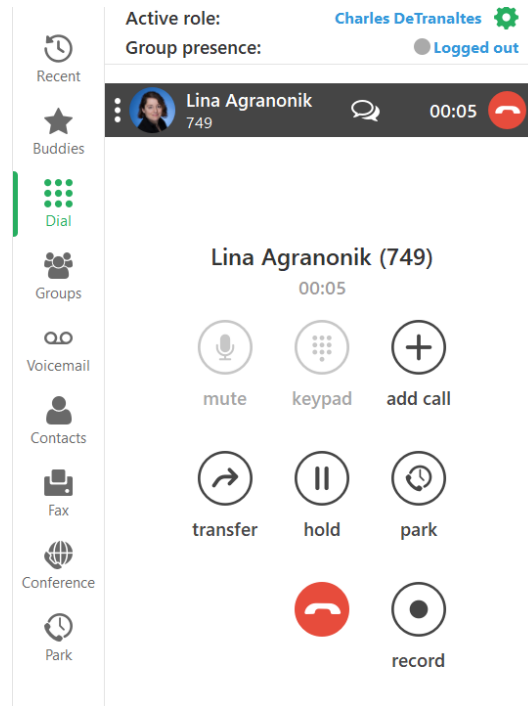 Active role: Charles DeTranaltes
Group presence: Logged out
Recent
Buddies
Dial
Groups
Voicemail
Contacts
Fax
Conference
Park
Lina Agranonik
749 00:05
Lina Agranonik (749)
00:05
mute keypad add call
transfer hold park
record